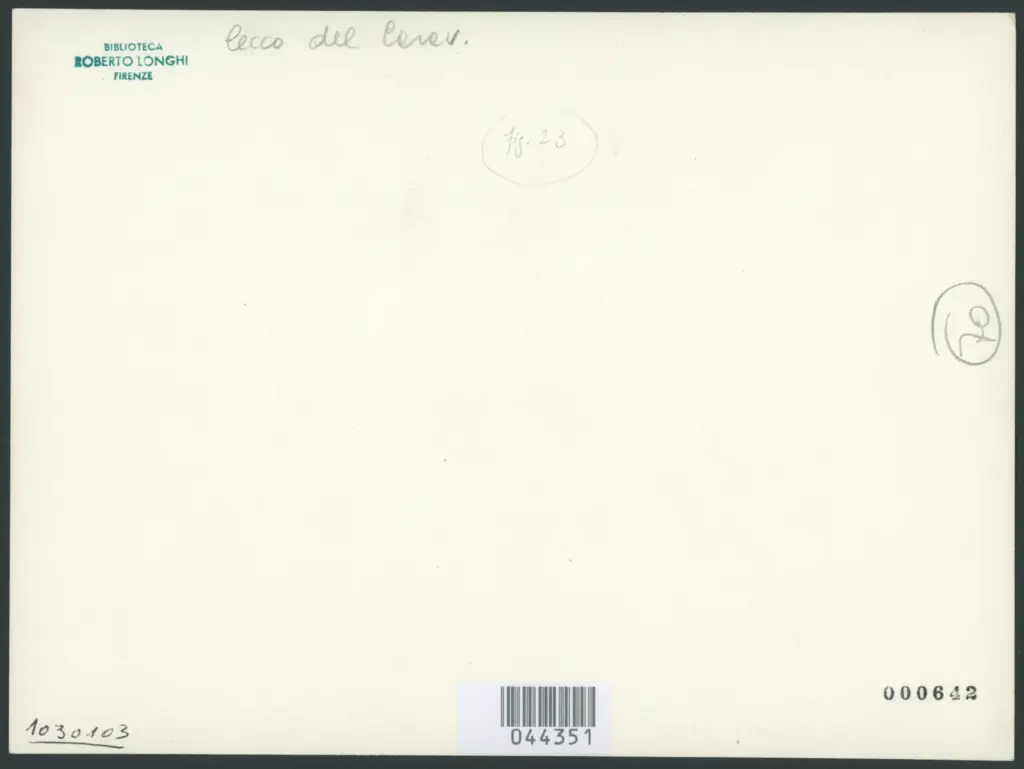 BIBLIOTECA
ROBERTO LONGHI
FIRENZE
Cecco del Carav.
fig. 23
000642
044351
1030103